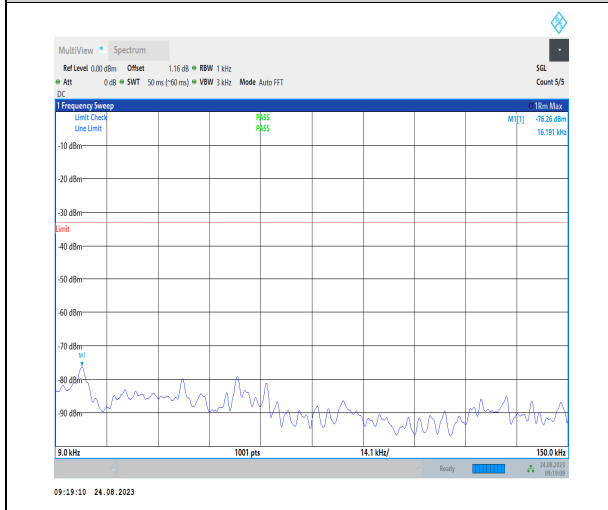 MultiView Spectrum
Ref Level 0.00 dBm Offset 1.16 dB RBW 1 kHz SGL
Att 0 dB SWT 50 ms (~60 ms) VBW 3 kHz Mode Auto FFT Count 5/5
DC
1 Frequency Sweep 1Rm Max
Limit Check PASS M1[1] -76.26 dBm
Line Limit PASS 16.191 kHz
-10 dBm
-20 dBm
-30 dBm
Limit
-40 dBm
-50 dBm
-60 dBm
-70 dBm
M1
-80 dBm
-90 dBm
9.0 kHz 1001 pts 14.1 kHz/ 150.0 kHz
Ready 24.08.2023
09:19:09
09:19:10 24.08.2023